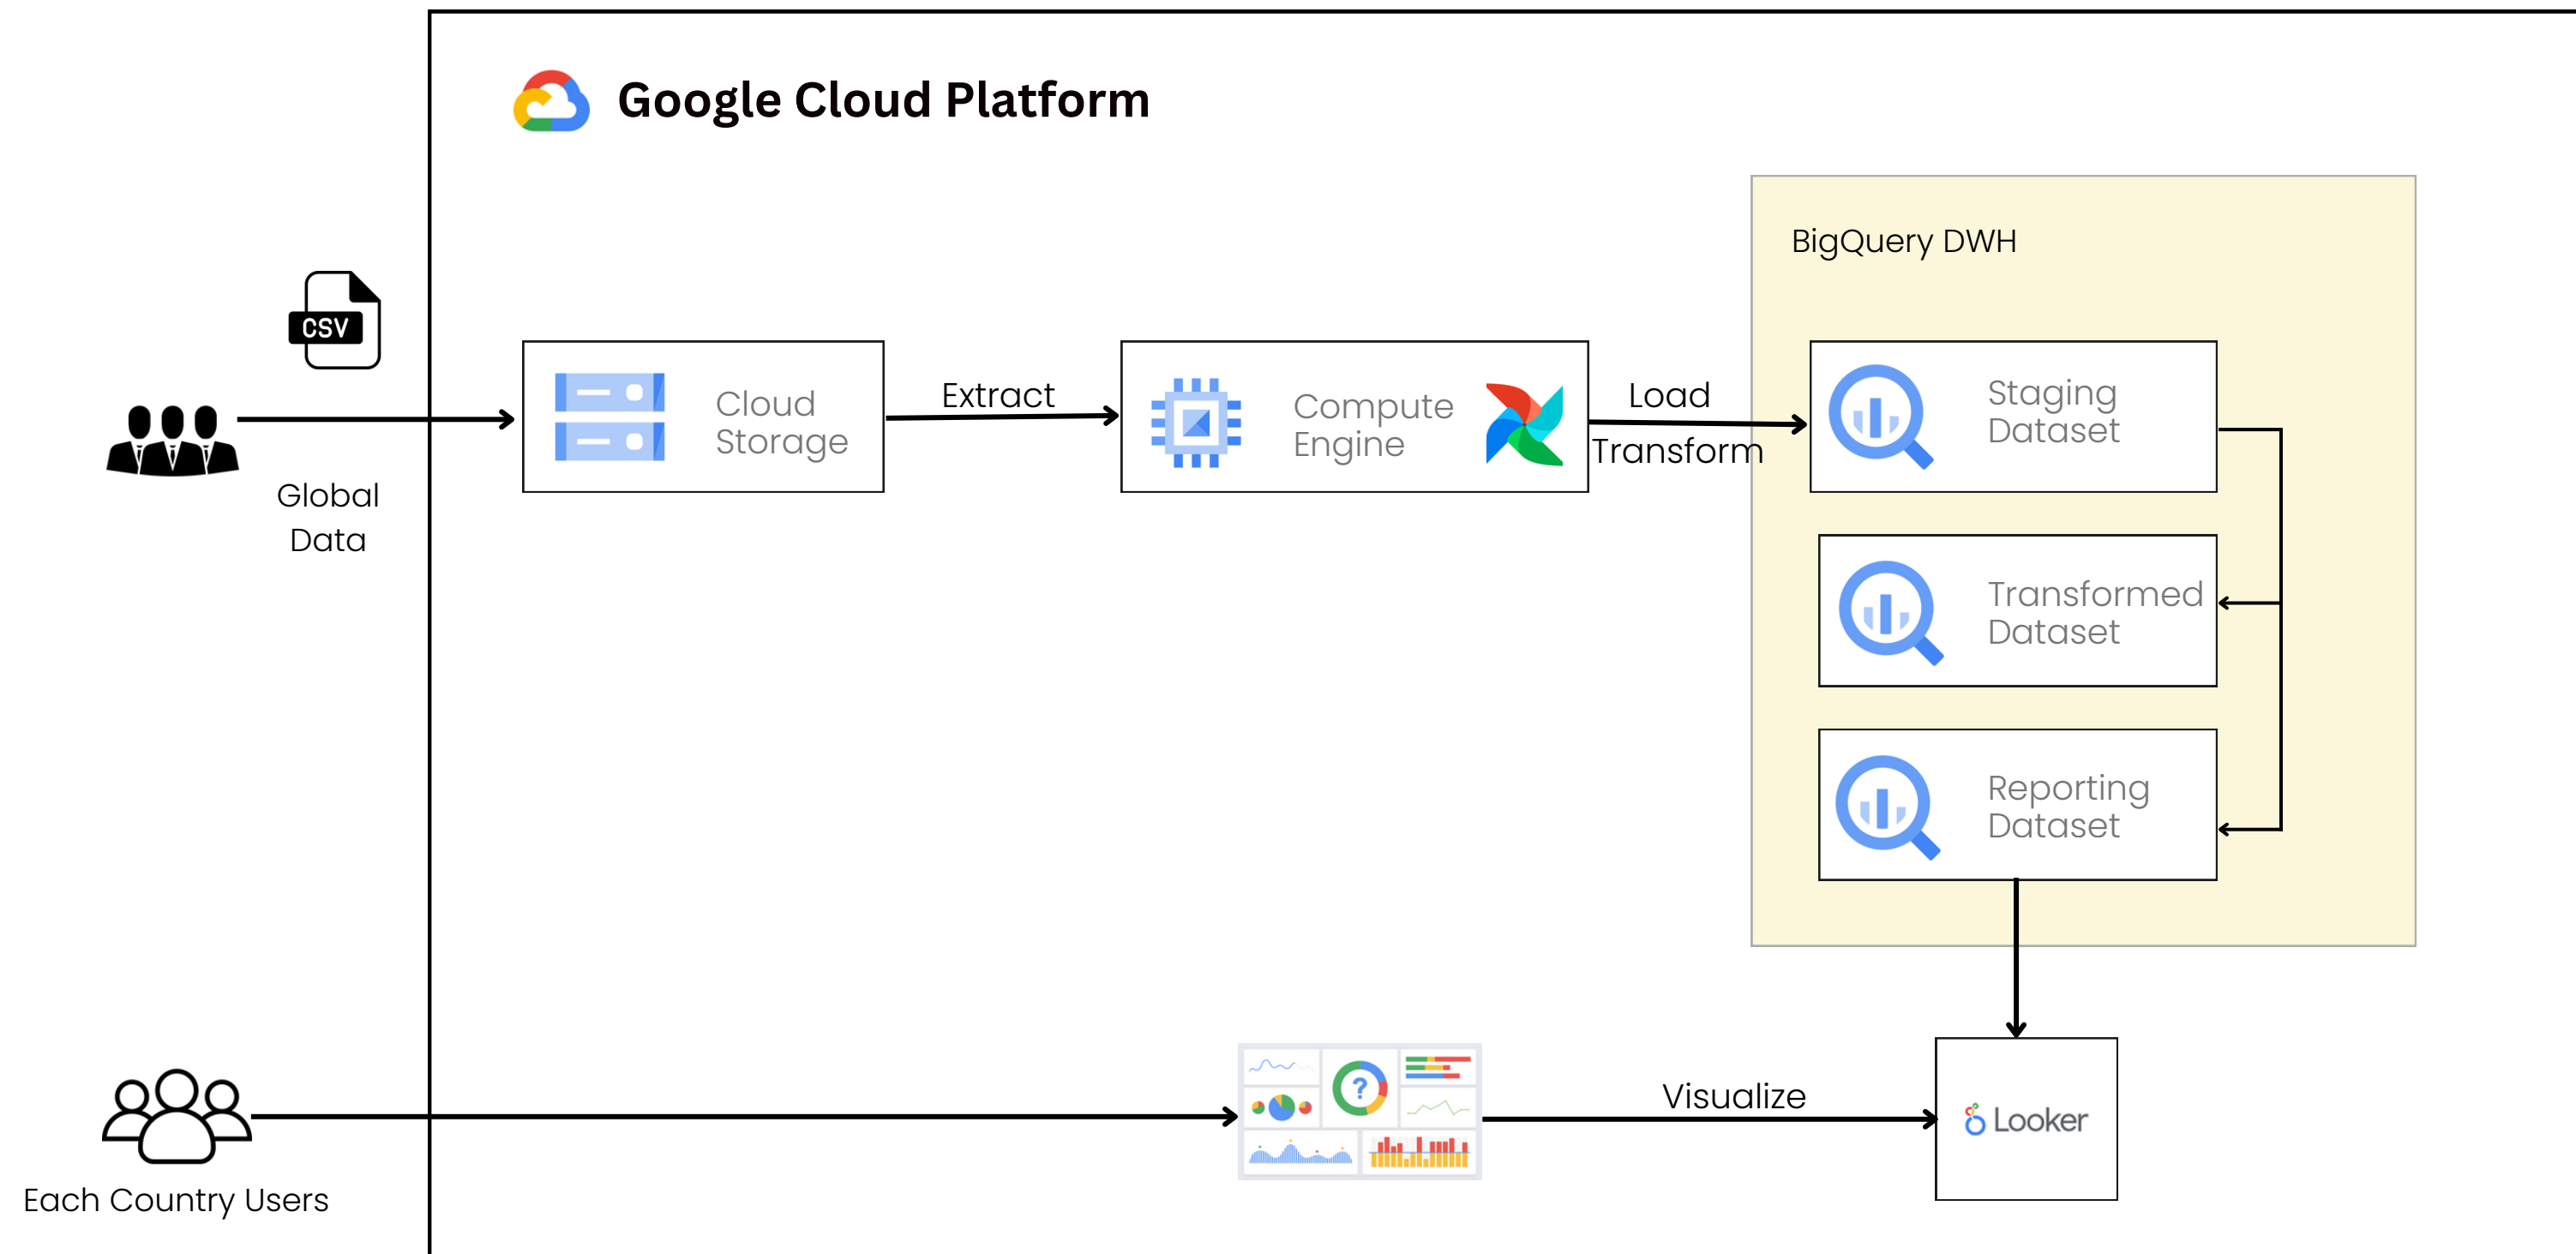 Google Cloud Platform
BigQuery DWH
CSV
Cloud
Storage
Extract
Compute
Engine
Load
Transform
Staging
Dataset
Global
Data
Transformed
Dataset
Reporting
Dataset
?
Visualize
Looker
Each Country Users